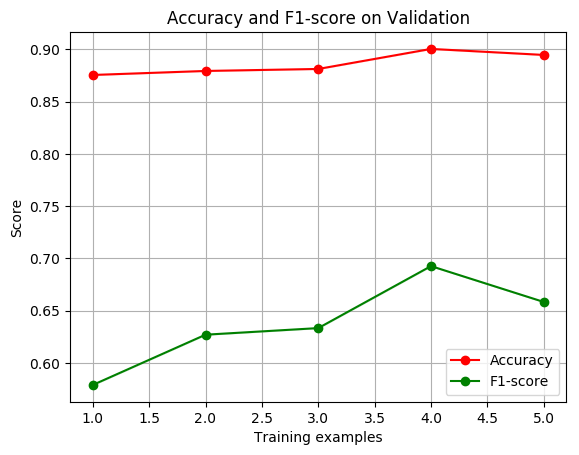 Accuracy and F1-score on Validation
Score
0.90
0.85
0.80
0.75
0.70
0.65
0.60
Accuracy
F1-score
1.0 1.5 2.0 2.5 3.0 3.5 4.0 4.5 5.0
Training examples